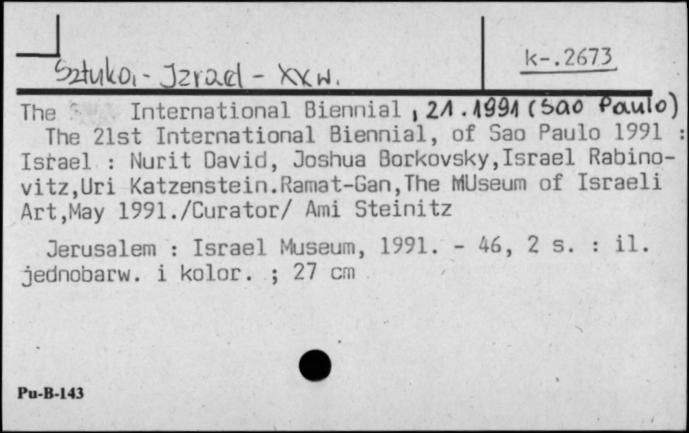 k-.2673
Sztuka - Izrael - XX w.
The International Biennial , 21.1991 (Sao Paulo)
The 21st International Biennial, of Sao Paulo 1991 :
Israel : Nurit David, Joshua Borkovsky,Israel Rabino-
vitz,Uri Katzenstein.Ramat-Gan,The MUseum of Israeli
Art,May 1991./Curator/ Ami Steinitz
Jerusalem : Israel Museum, 1991. - 46, 2 s. : il.
jednobarw. i kolor. ; 27 cm
Pu-B-143